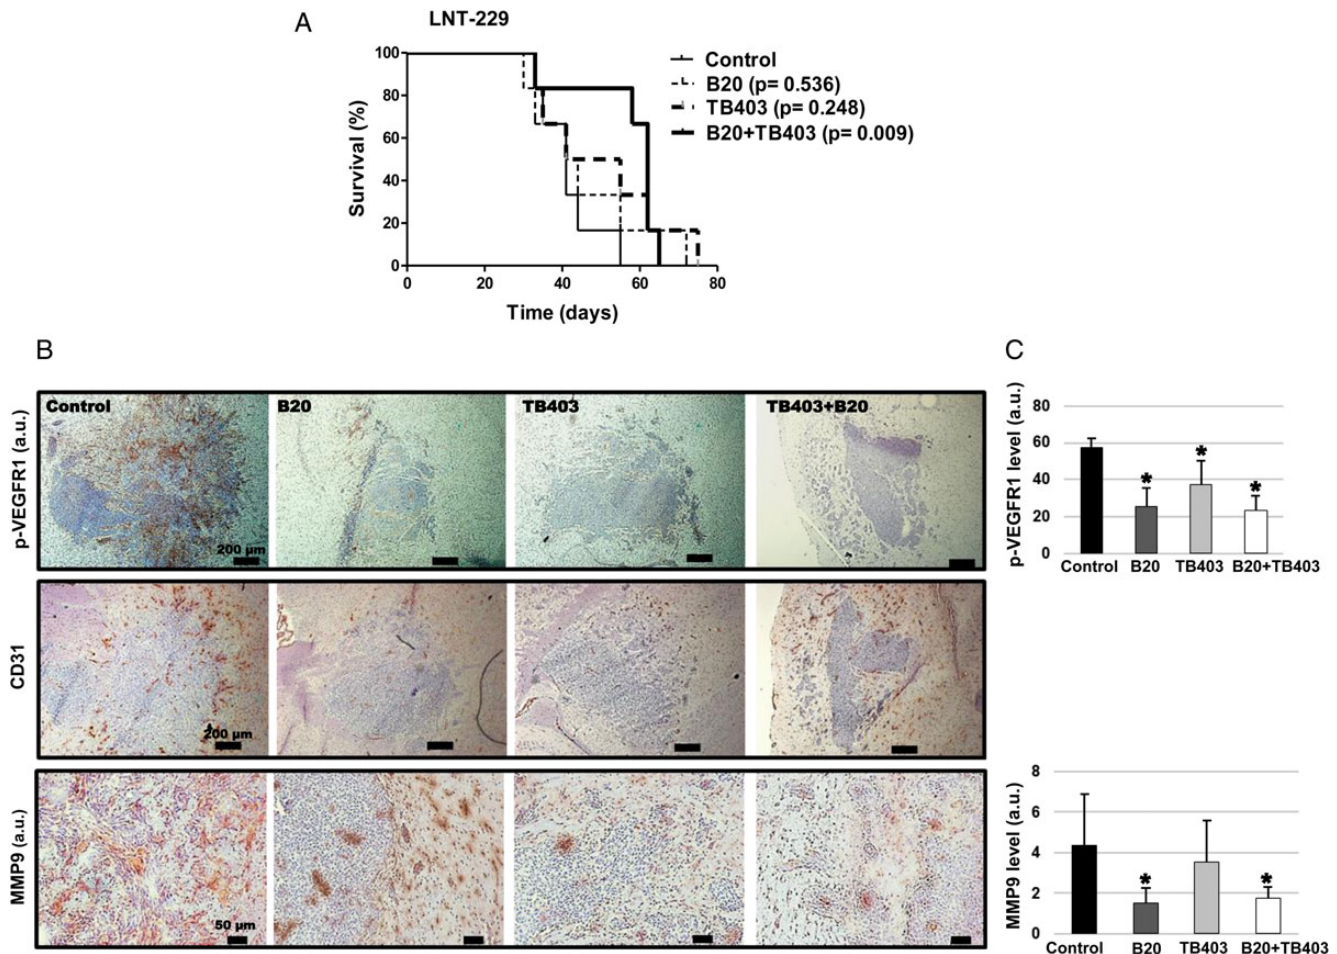 A
LNT-229
100
80
60
40
20
0
Survival (%)
0 20 40 60 80
Time (days)
Control
B20 (p= 0.536)
TB403 (p= 0.248)
B20+TB403 (p= 0.009)
B
p-VEGFR1 (a.u.)
Control
B20
TB403
TB403+B20
200 µm
CD31
200 µm
MMP9 (a.u.)
50 µm
C
p-VEGFR1 level (a.u.)
80
60
40
20
0
* * *
Control B20 TB403 B20+TB403
MMP9 level (a.u.)
8
6
4
2
0
* *
Control B20 TB403 B20+TB403